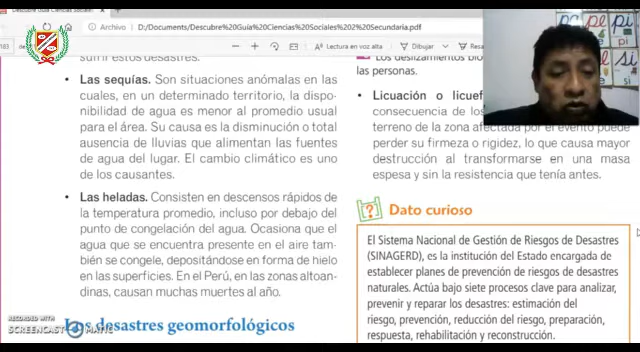 Descubre Guía Ciencias Sociales
Archivo | D:/Documents/Descubre%20Guía%20Ciencias%20Sociales%202%20Secundaria.pdf
183
Lectura en voz alta
Dibujar
sufrir estos desastres.
• Las sequías. Son situaciones anómalas en las
cuales, en un determinado territorio, la dispo-
nibilidad de agua es menor al promedio usual
para el área. Su causa es la disminución o total
ausencia de lluvias que alimentan las fuentes
de agua del lugar. El cambio climático es uno
de los causantes.
• Las heladas. Consisten en descensos rápidos
de la temperatura promedio, incluso por debajo del
punto de congelación del agua. Ocasiona que el
agua que se encuentra presente en el aire tam-
bién se congele, depositándose en forma de hielo
en las superficies. En el Perú, en las zonas altoan-
dinas, causan muchas muertes al año.
Los desastres geomorfológicos
Los deslizamientos
las personas.
• Licuación o
consecuencia de los
terreno de la zona afectada por el evento puede
perder su firmeza o rigidez, lo que causa mayor
destrucción al transformarse en una masa
espesa y sin la resistencia que tenía antes.
Dato curioso
El Sistema Nacional de Gestión de Riesgos de Desastres
(SINAGERD), es la institución del Estado encargada de
establecer planes de prevención de riesgos de desastres
naturales. Actúa bajo siete procesos clave para analizar,
prevenir y reparar los desastres: estimación del
riesgo, prevención, reducción del riesgo, preparación,
respuesta, rehabilitación y reconstrucción.
pa pe pi
si
RECORDED WITH
SCREENCAST MATIC